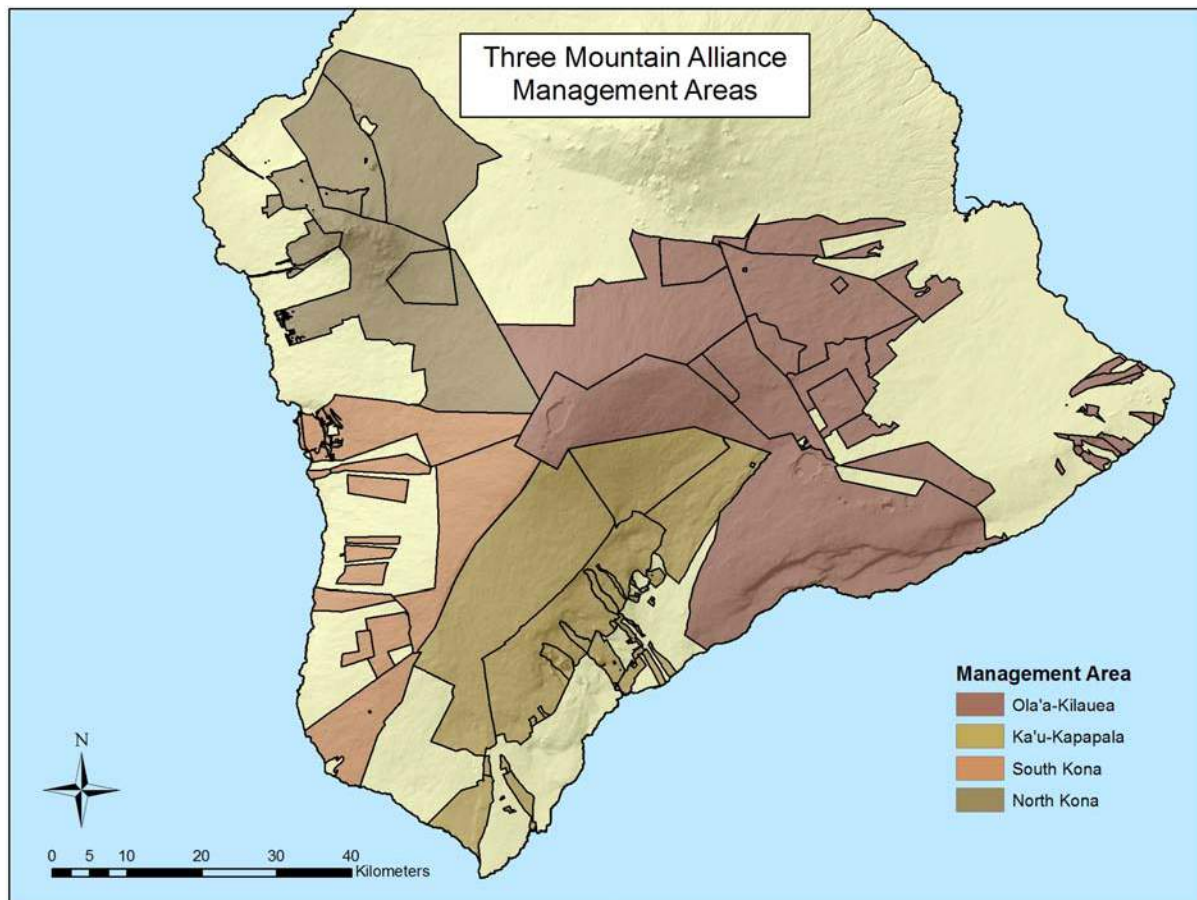 Three Mountain Alliance
Management Areas
Management Area
Ola'a-Kilauea
Ka'u-Kapapala
South Kona
North Kona
N
0 5 10 20 30 40
Kilometers